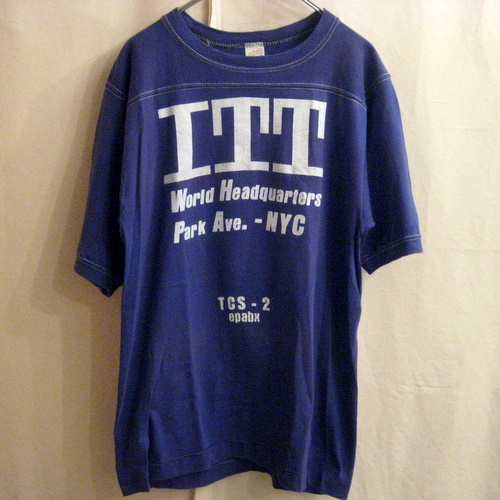 ITT
World Headquarters
Park Ave. - NYC
TCS - 2
epabx